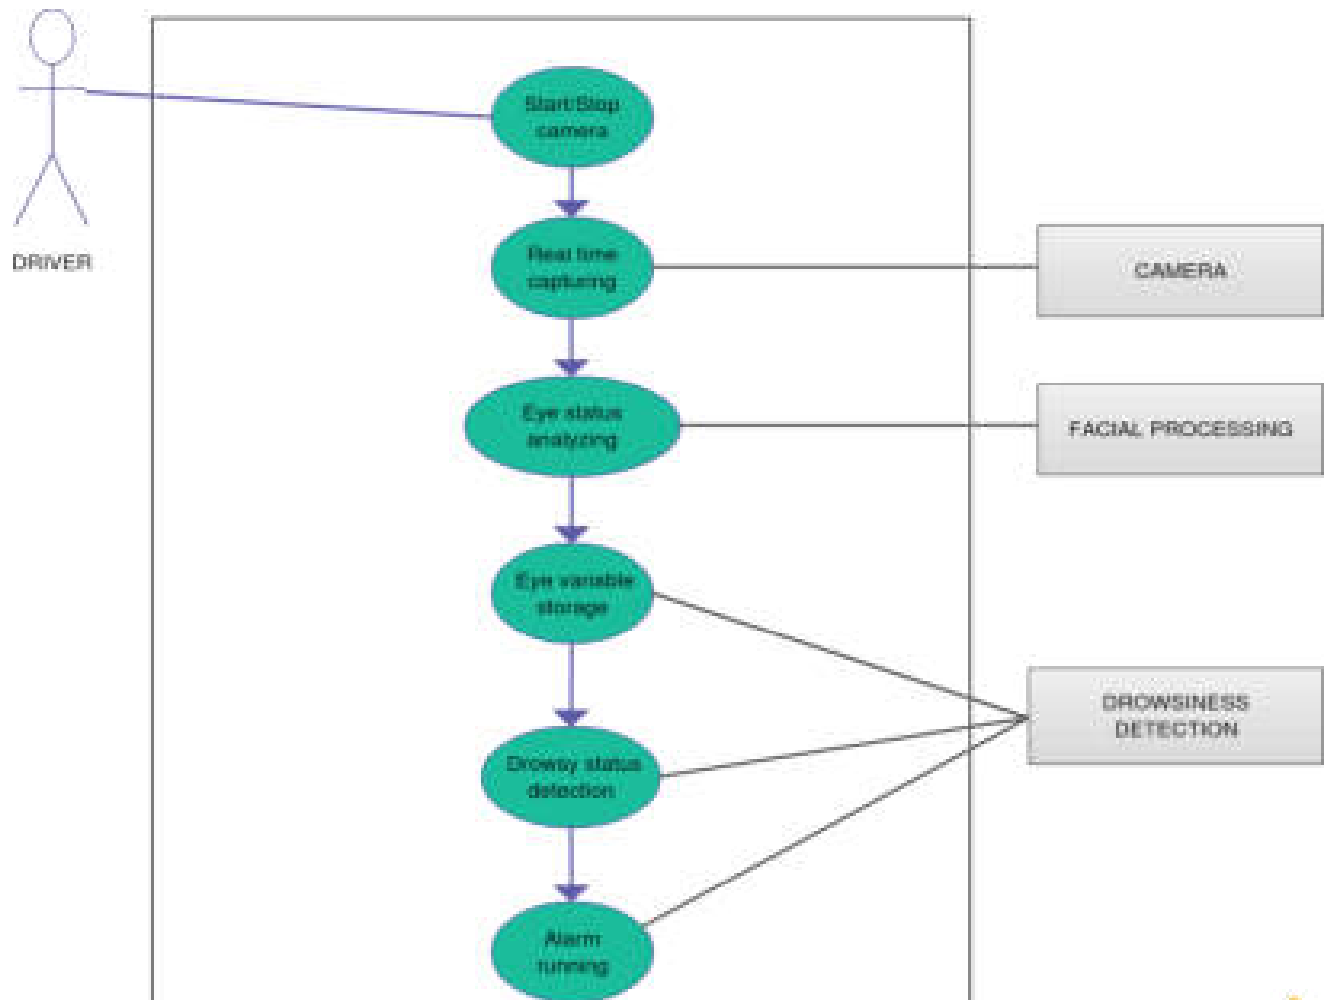 Start/Stop
camera
DRIVER
Real time
capturing
CAMERA
Eye status
analyzing
FACIAL PROCESSING
Eye variable
storage
DROWSINESS
DETECTION
Drowsy status
detection
Alarm
running